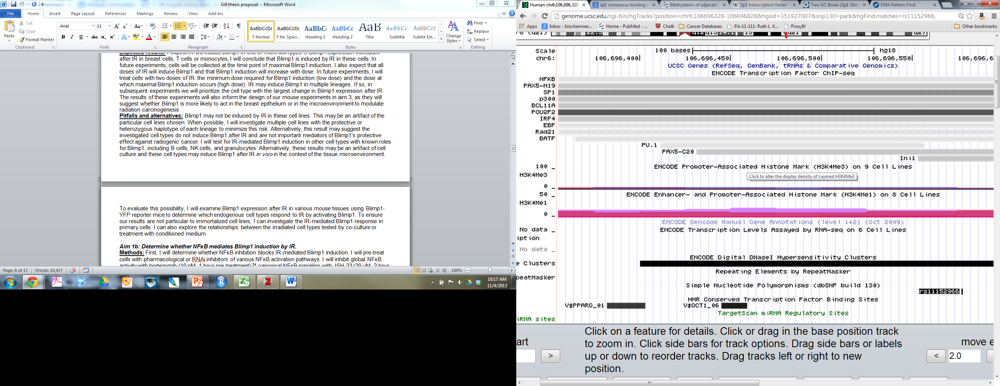 Gill thesis proposal - Microsoft Word
File Home Insert Page Layout References Mailings Review View Add-Ins
Paste Cut Copy Format Painter Clipboard
Arial 11
Font
Paragraph
AaBbCcDc AaBbCcDc AaBbC AaBbCc AaB AaBbCc. AaBbCcL
¶ Normal ¶ No Spaci... Heading 1 Heading 2 Title Subtitle Subtle Em...
Change Styles
Styles
Find
Replace
Select
Editing
Expected results: I expect IR will induce Blimp1 in one or more cell types. If Blimp1 expression increases
after IR in breast cells, T cells or monocytes, I will conclude that Blimp1 is induced by IR in these cells. In
future experiments, cells will be collected at the time point of maximal Blimp1 induction. I also expect that all
doses of IR will induce Blimp1 and that Blimp1 induction will increase with dose. In future experiments, I will
treat cells with two doses of IR: the minimum dose required for Blimp1 induction (low dose) and the dose at
which maximal Blimp1 induction occurs (high dose). IR may induce Blimp1 in multiple lineages. If so, in
subsequent experiments we will prioritize the cell type with the largest change in Blimp1 expression after IR.
The results of these experiments will also inform the design of our mouse experiments in aim 3, as they will
suggest whether Blimp1 is more likely to act in the breast epithelium or in the microenvironment to modulate
radiation carcinogenesis
Pitfalls and alternatives: Blimp1 may not be induced by IR in these cell lines. This may be an artifact of the
particular cell lines chosen. When possible, I will investigate multiple cell lines with the protective or
heterozygous haplotype of each lineage to minimize this risk. Alternatively, this result may suggest the
investigated cell types do not induce Blimp1 after IR and are not important mediators of Blimp1's protective
effect against radiogenic cancer. I will test for IR-mediated Blimp1 induction in other cell types with known roles
for Blimp1, including B cells, NK cells, and granulocytes. Alternatively, these results may be an artifact of cell
culture and these cell types may induce Blimp1 after IR in vivo in the context of the tissue microenvironment.
To evaluate this possibility, I will examine Blimp1 expression after IR in various mouse tissues using Blimp1-
YFP reporter mice to determine which endogenous cell types respond to IR by activating Blimp1. To ensure
our results are not particular to immortalized cell lines, I can investigate the IR-mediated Blimp1 response in
primary cells. I can also explore the relationships between the irradiated cell types tested by co-culture or
treatment with conditioned medium.
Aim 1b: Determine whether NFκB mediates Blimp1 induction by IR.
Methods: First, I will determine whether NFκB inhibition blocks IR-mediated Blimp1 induction. I will pre-treat
cells with pharmacological or RNAi inhibitors of various NFκB activation pathways. I will inhibit global NFκB
activity with bortezomib (10 nM, 1 hour pre treatment),54 canonical NFκB signaling with JSH-23 (20 µM, 2 hour
Page: 8 of 17 Words: 10,417 100%
10:17 AM
11/4/2013
Human chr6:106,696,328 sp1 consensus binding s Methylation of adjacent Sp1 transcription factor - Two GC Boxes (Sp1 Sites DNA Pattern Find
genome.ucsc.edu/cgi-bin/hgTracks?position=chr6:106696328-106696828&hgsid=351927007&snp130=pack&hgFind.matches=rs11152966,
Apps Inbox - biochemner... Home - PubMed - ... Chalk Cancer Databases PA-11-111: Ruth L. K... ProxyIt! Other bookmarks
Scale 100 bases hg18
chr6: 106,696,400 106,696,450 106,696,500 106,696,550 106,696,6
UCSC Genes (RefSeq, GenBank, tRNAs & Comparative Genomics)
ENCODE Transcription Factor ChIP-seq
NFKB
PAX5-N19
SP1
p300
BCL11A
POU2F2
IRF4
EBF
Rad21
BATF
PU.1
PAX5-C20
Ini1
100 _
ENCODE Promoter-Associated Histone Mark (H3K4Me3) on 9 Cell Lines
H3K4Me3
Click to alter the display density of Layered H3K4Me3
0 _
50 _
ENCODE Enhancer- and Promoter-Associated Histone Mark (H3K4Me1) on 8 Cell Lines
H3K4Me1
0 _
ENCODE Gencode Manual Gene Annotations (level 1+2) (Oct 2009)
No data _
ENCODE Transcription Levels Assayed by RNA-seq on 6 Cell Lines
iption
No data _
ENCODE Digital DNaseI Hypersensitivity Clusters
e Clusters
Repeating Elements by RepeatMasker
peatMasker
Simple Nucleotide Polymorphisms (dbSNP build 130)
rs11152966
HMR Conserved Transcription Factor Binding Sites
V$PPARG_01 V$OCT1_06
TargetScan miRNA Regulatory Sites
iRNA sites
Click on a feature for details. Click or drag in the base position track
to zoom in. Click side bars for track options. Drag side bars or labels
up or down to reorder tracks. Drag tracks left or right to new
position.
art
>
move e
< 2.0